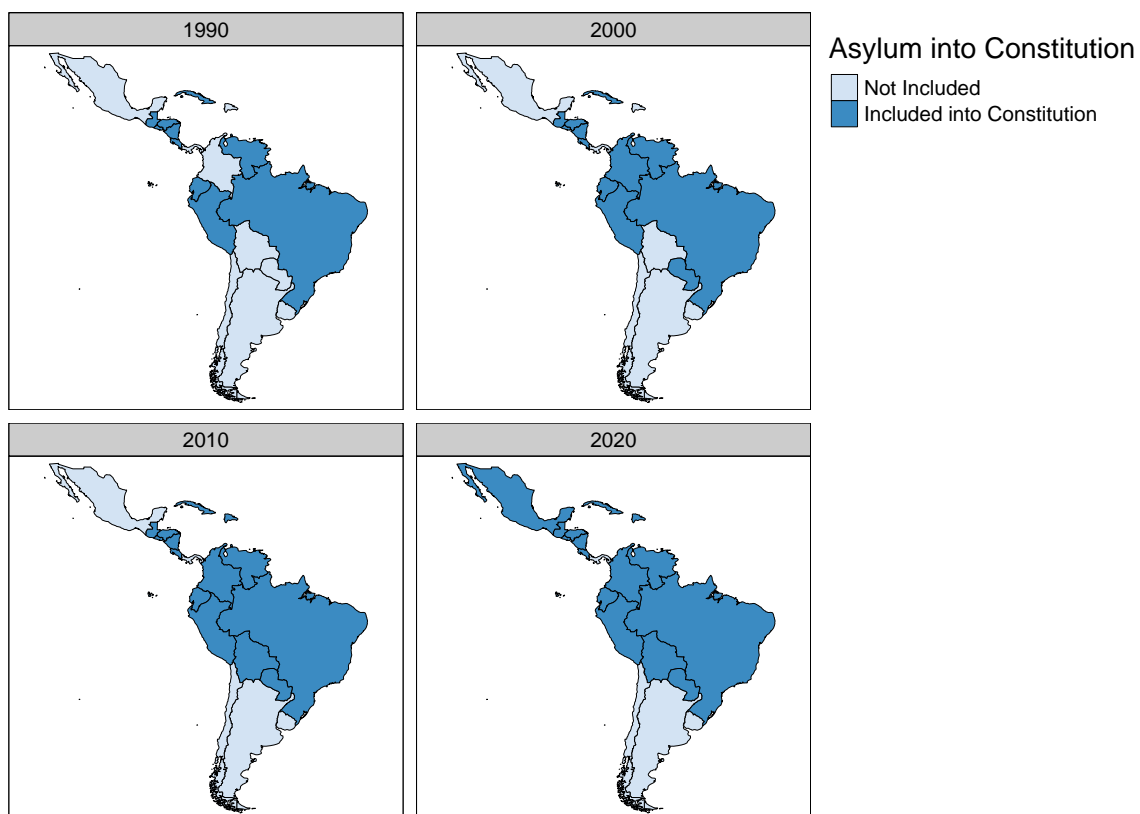 1990
2000
Asylum into Constitution
Not Included
Included into Constitution
2010
2020